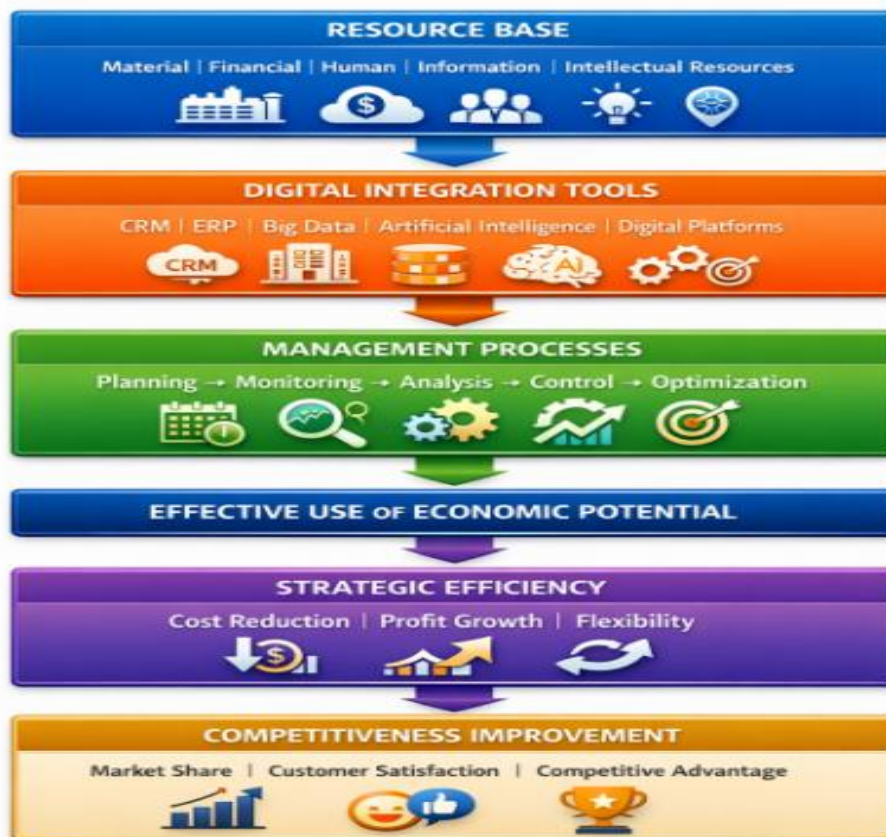 RESOURCE BASE
Material | Financial | Human | Information | Intellectual Resources
$
DIGITAL INTEGRATION TOOLS
CRM | ERP | Big Data | Artificial Intelligence | Digital Platforms
CRM
AI
MANAGEMENT PROCESSES
Planning → Monitoring → Analysis → Control → Optimization
EFFECTIVE USE OF ECONOMIC POTENTIAL
STRATEGIC EFFICIENCY
Cost Reduction | Profit Growth | Flexibility
$
COMPETITIVENESS IMPROVEMENT
Market Share | Customer Satisfaction | Competitive Advantage